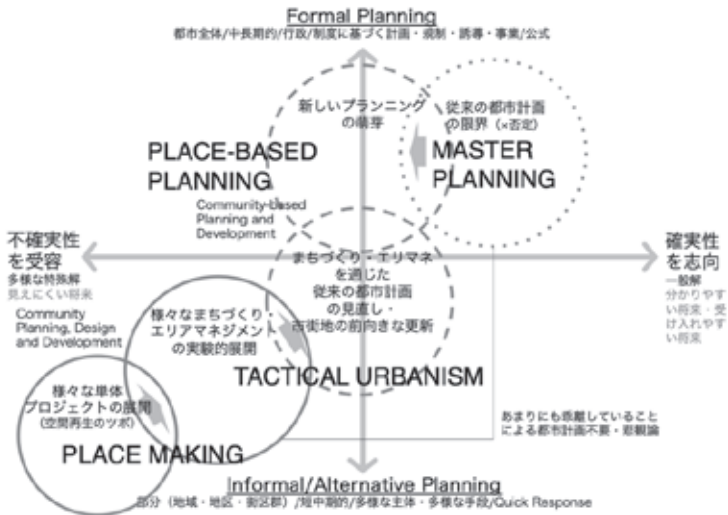 Formal Planning
都市全体/中長期的/行政/制度に基づく計画・規制・誘導・事業/公式
新しいプランニング
の萌芽
従来の都市計画
の限界（×否定）
PLACE-BASED
PLANNING
MASTER
PLANNING
Community-based
Planning and
Development
不確実性
を受容
多様な特殊解
見えにくい将来
確実性
を志向
一般解
分かりやす
い将来・受
け入れやす
い将来
まちづくり・エリマネ
を通じた
従来の都市計画
の見直し・
市街地の前向きな更新
Community
Planning, Design
and Development
様々なまちづくり・
エリアマネジメント
の実験的展開
TACTICAL URBANISM
様々な単体
プロジェクトの展開
（空間再生のツボ）
PLACE MAKING
あまりにも乖離していること
による都市計画不要・悲観論
Informal/Alternative Planning
部分（地域・地区・街区群）/短中期的/多様な主体・多様な手段/Quick Response